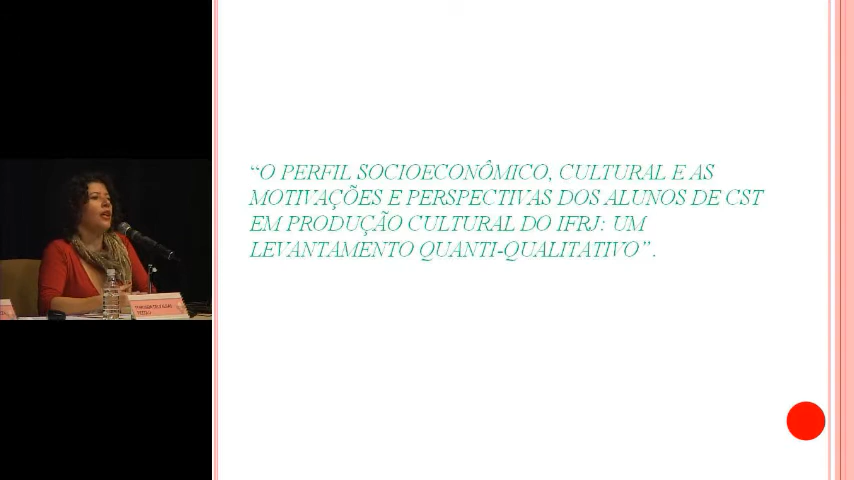 “O PERFIL SOCIOECONÔMICO, CULTURAL E AS
MOTIVAÇÕES E PERSPECTIVAS DOS ALUNOS DE CST
EM PRODUÇÃO CULTURAL DO IFRJ: UM
LEVANTAMENTO QUANTI-QUALITATIVO”.